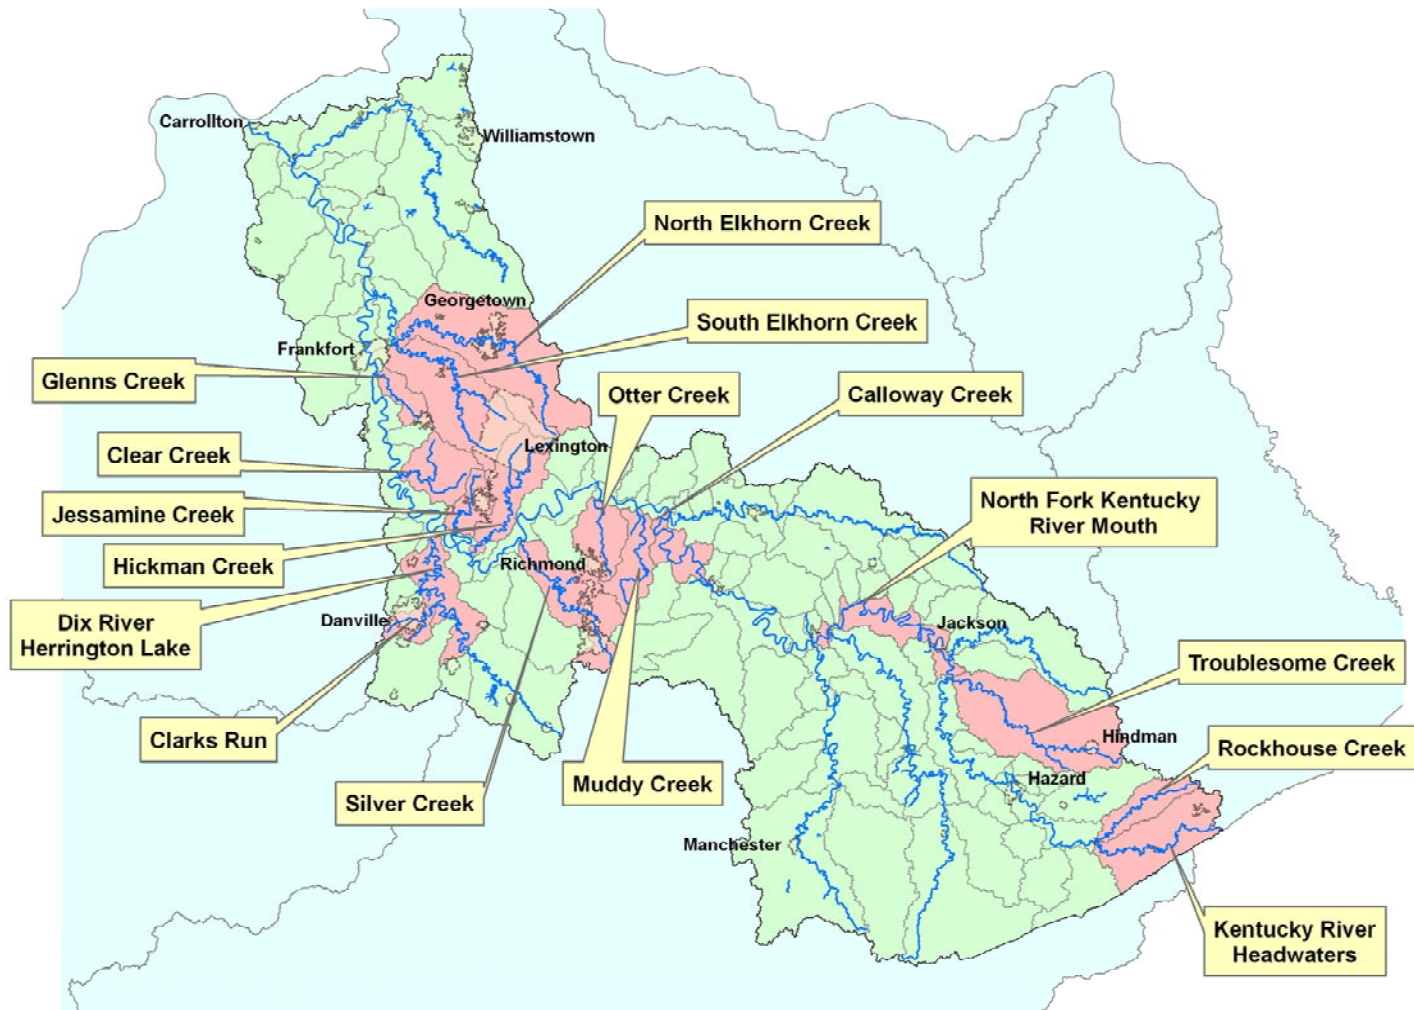 Carrollton
Williamstown
North Elkhorn Creek
Georgetown
South Elkhorn Creek
Frankfort
Glenns Creek
Otter Creek
Calloway Creek
Clear Creek
Lexington
Jessamine Creek
North Fork Kentucky
River Mouth
Hickman Creek
Richmond
Dix River
Herrington Lake
Danville
Jackson
Troublesome Creek
Clarks Run
Hindman
Rockhouse Creek
Silver Creek
Muddy Creek
Hazard
Manchester
Kentucky River
Headwaters